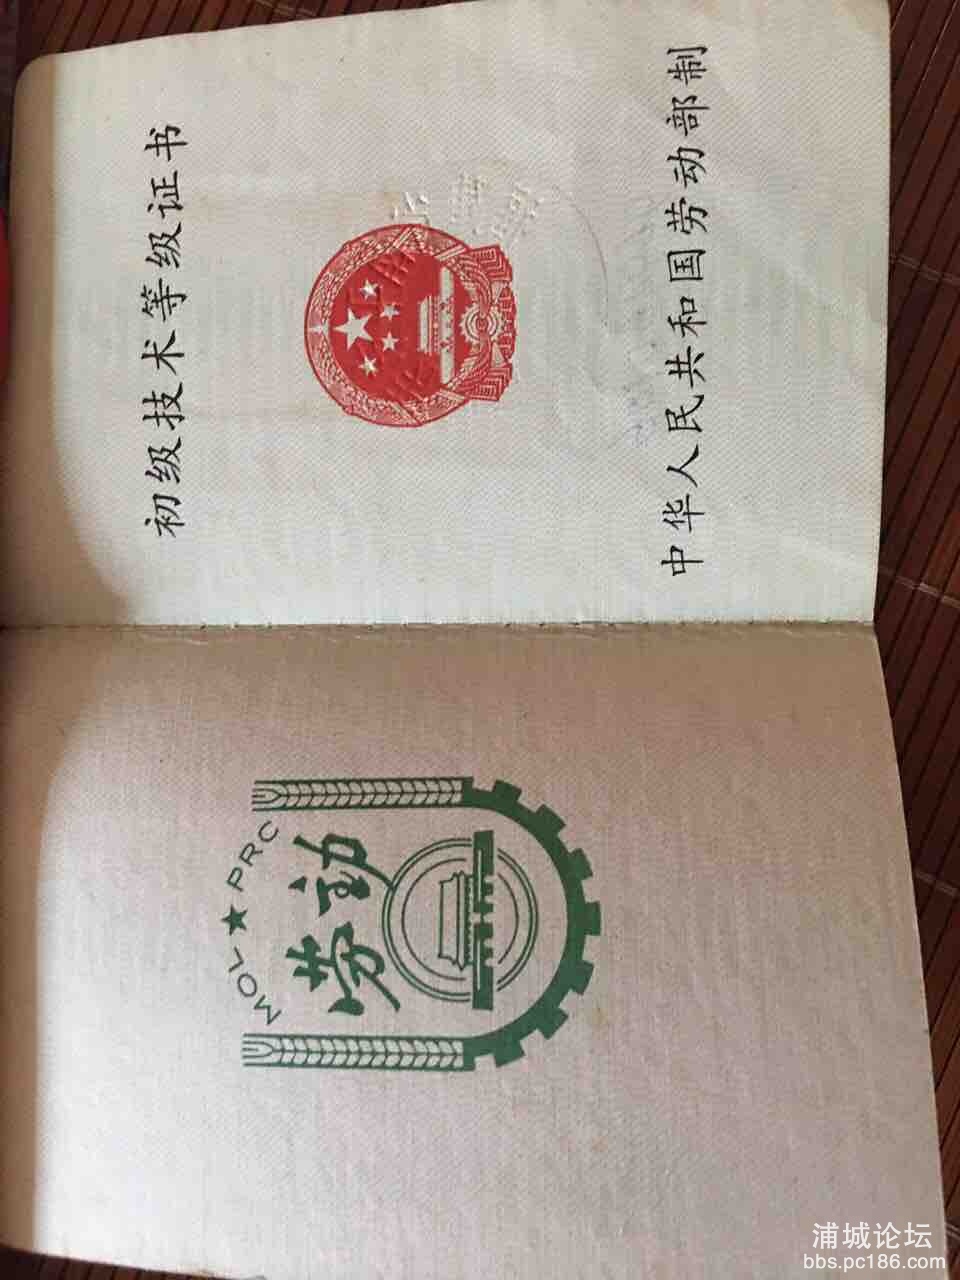 初级技术等级证书
中华人民共和国劳动部制
MOL★PRC
劳动
浦城论坛
bbs.pc186.com